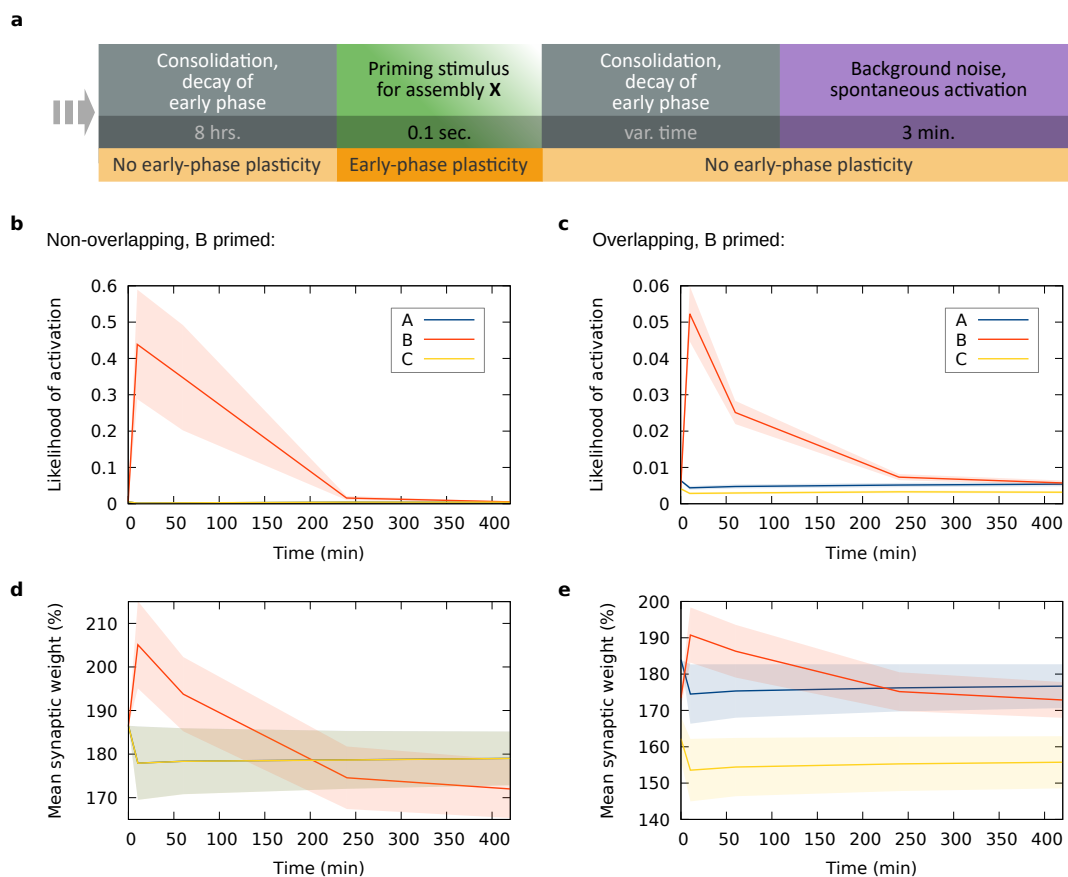 a
Consolidation,
decay of
early phase
Priming stimulus
for assembly X
Consolidation,
decay of
early phase
Background noise,
spontaneous activation
8 hrs.
0.1 sec.
var. time
3 min.
No early-phase plasticity
Early-phase plasticity
No early-phase plasticity
b
Non-overlapping, B primed:
Likelihood of activation
0.6
0.5
0.4
0.3
0.2
0.1
0
A
B
C
0 50 100 150 200 250 300 350 400
Time (min)
c
Overlapping, B primed:
Likelihood of activation
0.06
0.05
0.04
0.03
0.02
0.01
0
A
B
C
0 50 100 150 200 250 300 350 400
Time (min)
d
Mean synaptic weight (%)
210
200
190
180
170
0 50 100 150 200 250 300 350 400
Time (min)
e
Mean synaptic weight (%)
200
190
180
170
160
150
140
0 50 100 150 200 250 300 350 400
Time (min)